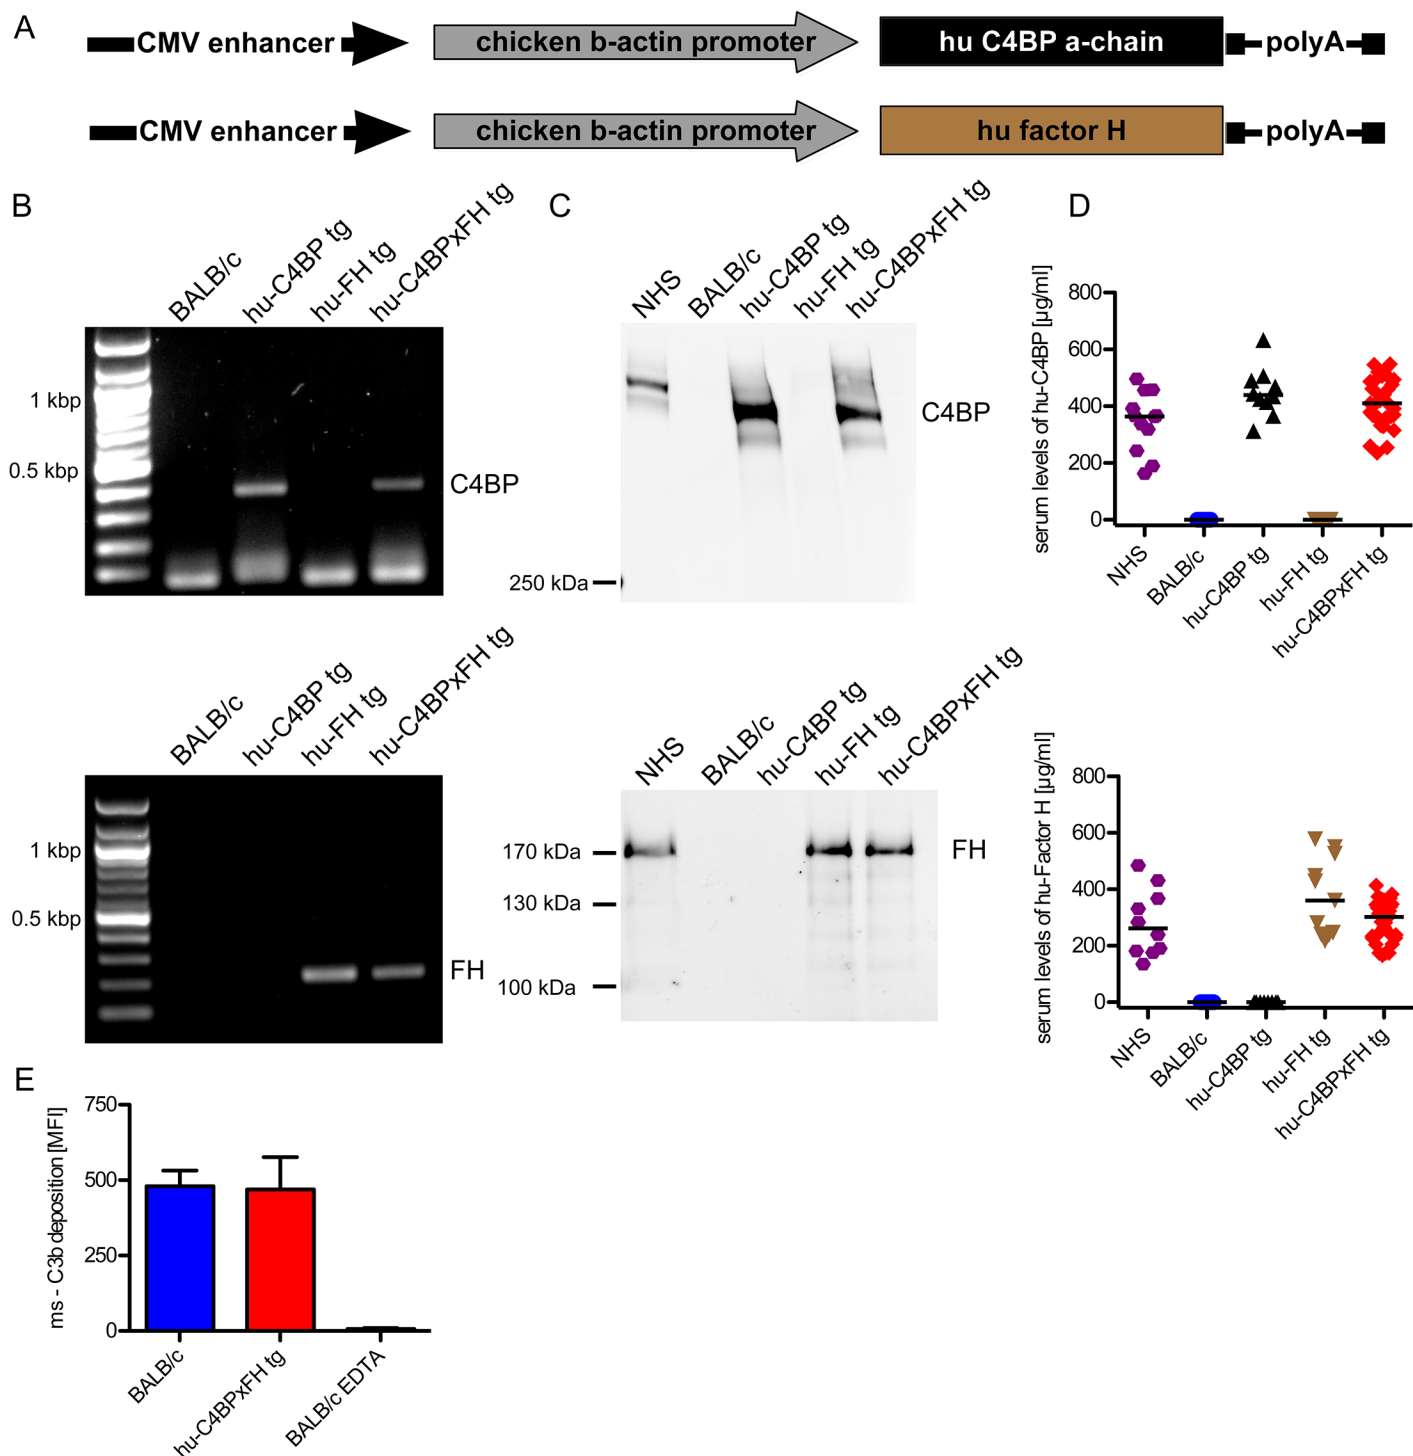 A
CMV enhancer chicken b-actin promoter hu C4BP a-chain polyA
CMV enhancer chicken b-actin promoter hu factor H polyA
B
BALB/c
hu-C4BP tg
hu-FH tg
hu-C4BPxFH tg
1 kbp
0.5 kbp
C4BP
C
NHS
BALB/c
hu-C4BP tg
hu-FH tg
hu-C4BPxFH tg
C4BP
250 kDa
D
serum levels of hu-C4BP [µg/ml]
800
600
400
200
0
NHS
BALB/c
hu-C4BP tg
hu-FH tg
hu-C4BPxFH tg
BALB/c
hu-C4BP tg
hu-FH tg
hu-C4BPxFH tg
1 kbp
0.5 kbp
FH
NHS
BALB/c
hu-C4BP tg
hu-FH tg
hu-C4BPxFH tg
170 kDa
130 kDa
100 kDa
FH
serum levels of hu-Factor H [µg/ml]
800
600
400
200
0
NHS
BALB/c
hu-C4BP tg
hu-FH tg
hu-C4BPxFH tg
E
ms - C3b deposition [MFI]
750
500
250
0
BALB/c
hu-C4BPxFH tg
BALB/c EDTA